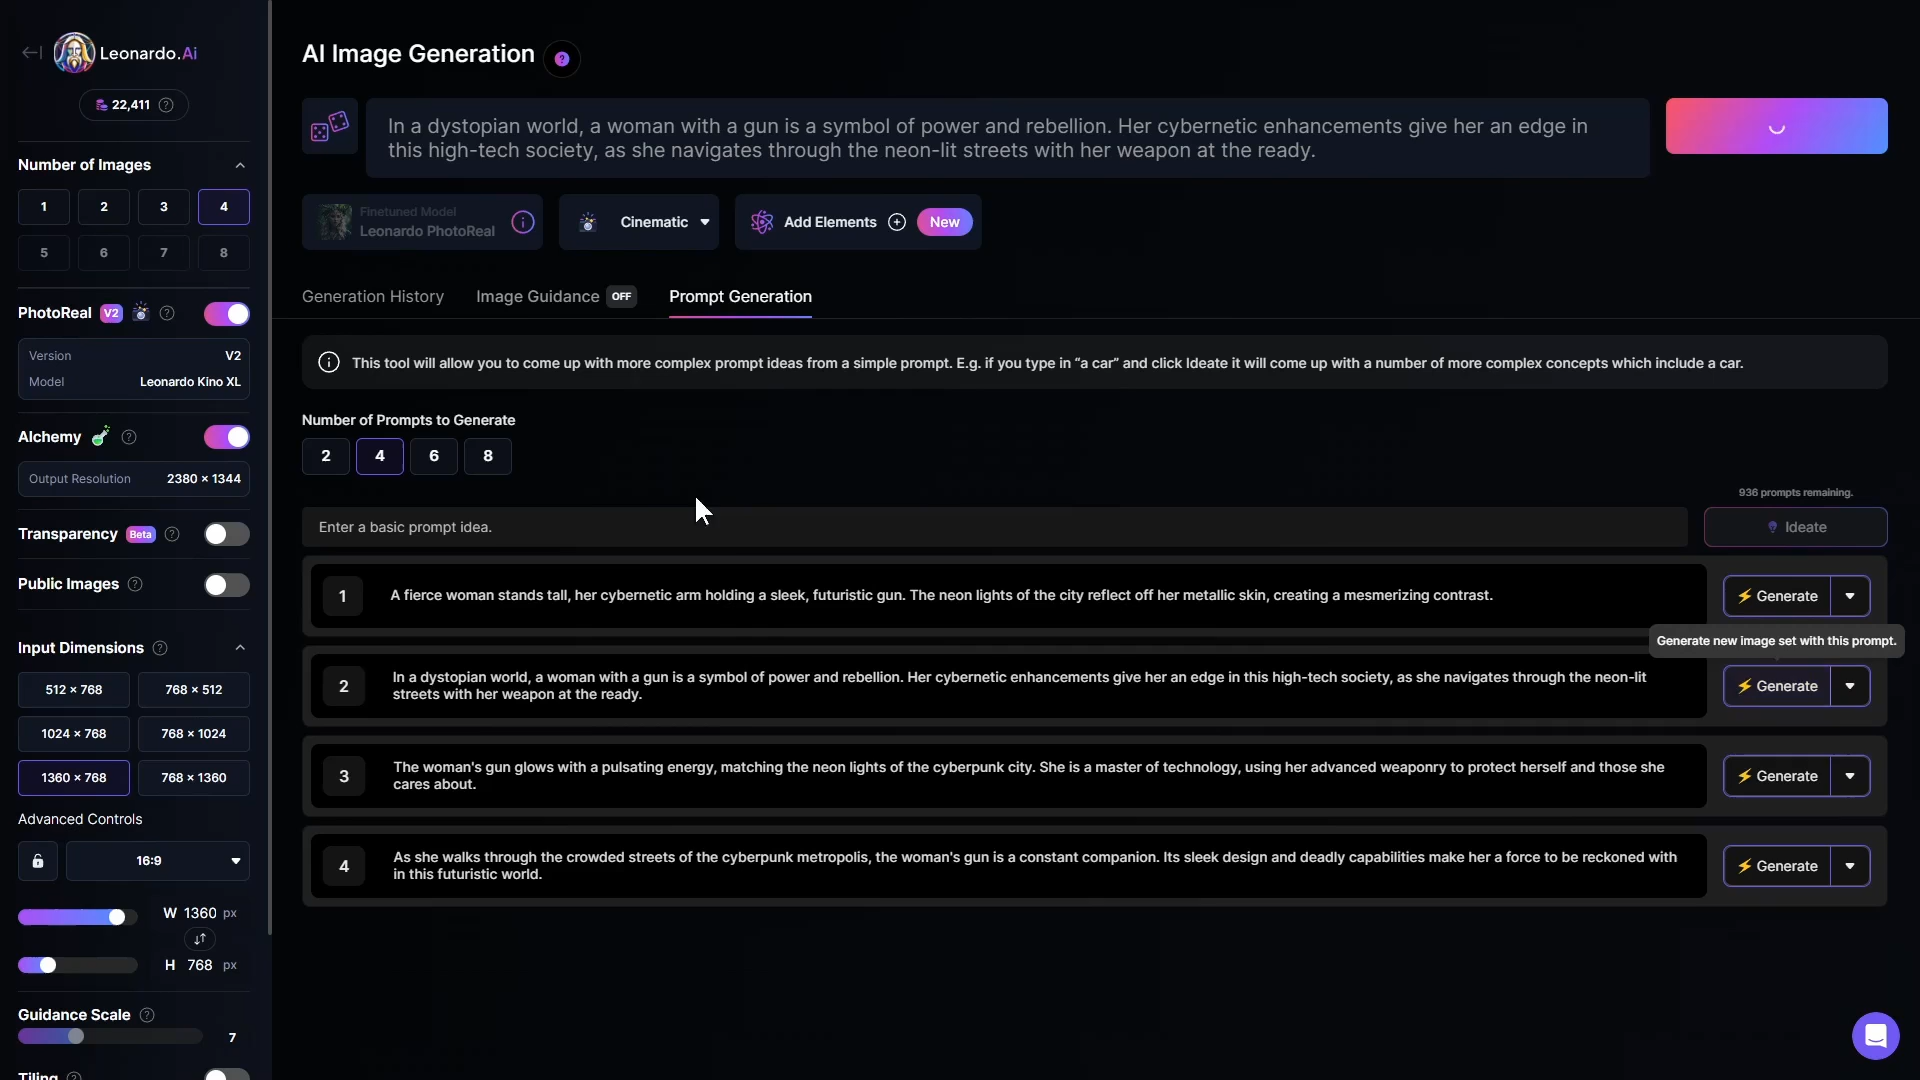 Leonardo.Ai
22,411
Number of Images
1 2 3 4
5 6 7 8
PhotoReal V2
Version V2
Model Leonardo Kino XL
Alchemy
Output Resolution 2380 × 1344
Transparency Beta
Public Images
Input Dimensions
512 × 768 768 × 512
1024 × 768 768 × 1024
1360 × 768 768 × 1360
Advanced Controls
16:9
W 1360 px
H 768 px
Guidance Scale
7
Tiling
AI Image Generation
In a dystopian world, a woman with a gun is a symbol of power and rebellion. Her cybernetic enhancements give her an edge in
this high-tech society, as she navigates through the neon-lit streets with her weapon at the ready.
Finetuned Model
Leonardo PhotoReal
Cinematic
Add Elements New
Generation History Image Guidance OFF Prompt Generation
This tool will allow you to come up with more complex prompt ideas from a simple prompt. E.g. if you type in “a car” and click Ideate it will come up with a number of more complex concepts which include a car.
Number of Prompts to Generate
2 4 6 8
936 prompts remaining.
Enter a basic prompt idea. Ideate
1 A fierce woman stands tall, her cybernetic arm holding a sleek, futuristic gun. The neon lights of the city reflect off her metallic skin, creating a mesmerizing contrast. Generate
Generate new image set with this prompt.
2 In a dystopian world, a woman with a gun is a symbol of power and rebellion. Her cybernetic enhancements give her an edge in this high-tech society, as she navigates through the neon-lit
streets with her weapon at the ready. Generate
3 The woman's gun glows with a pulsating energy, matching the neon lights of the cyberpunk city. She is a master of technology, using her advanced weaponry to protect herself and those she
cares about. Generate
4 As she walks through the crowded streets of the cyberpunk metropolis, the woman's gun is a constant companion. Its sleek design and deadly capabilities make her a force to be reckoned with
in this futuristic world. Generate